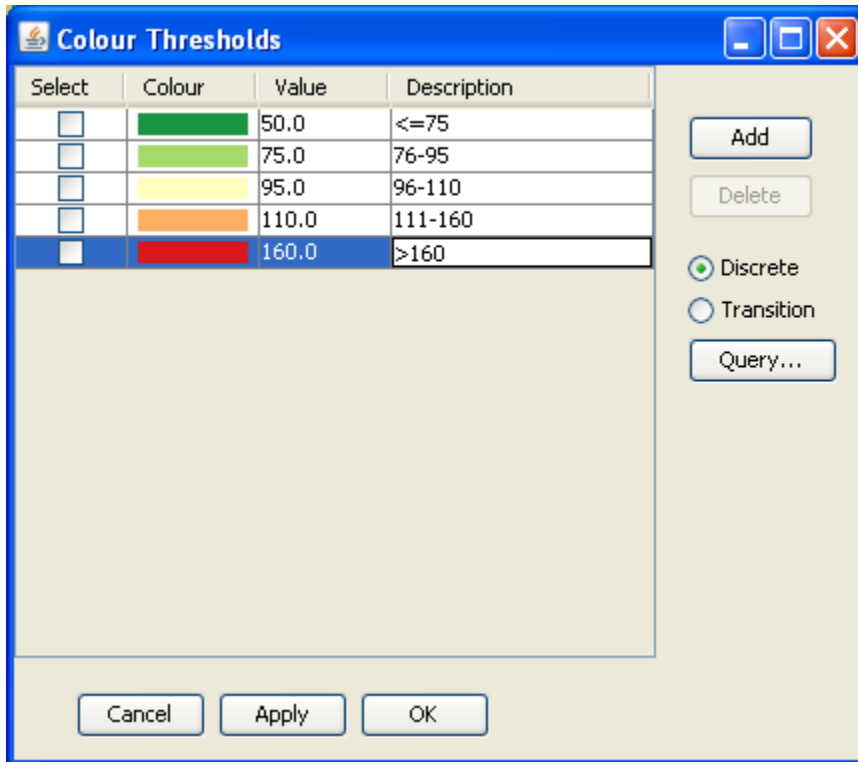 Colour Thresholds
Select Colour Value Description
50.0 <=75
75.0 76-95
95.0 96-110
110.0 111-160
160.0 >160
Add
Delete
Discrete
Transition
Query...
Cancel Apply OK